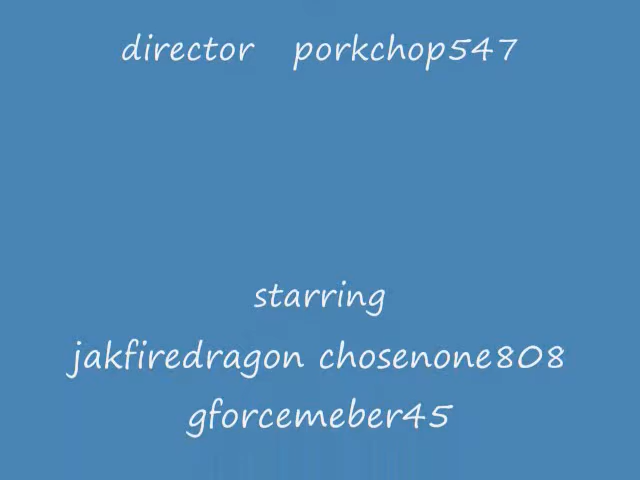 director porkchop547
starring
jakfiredragon chosenone808
gforcemeber45